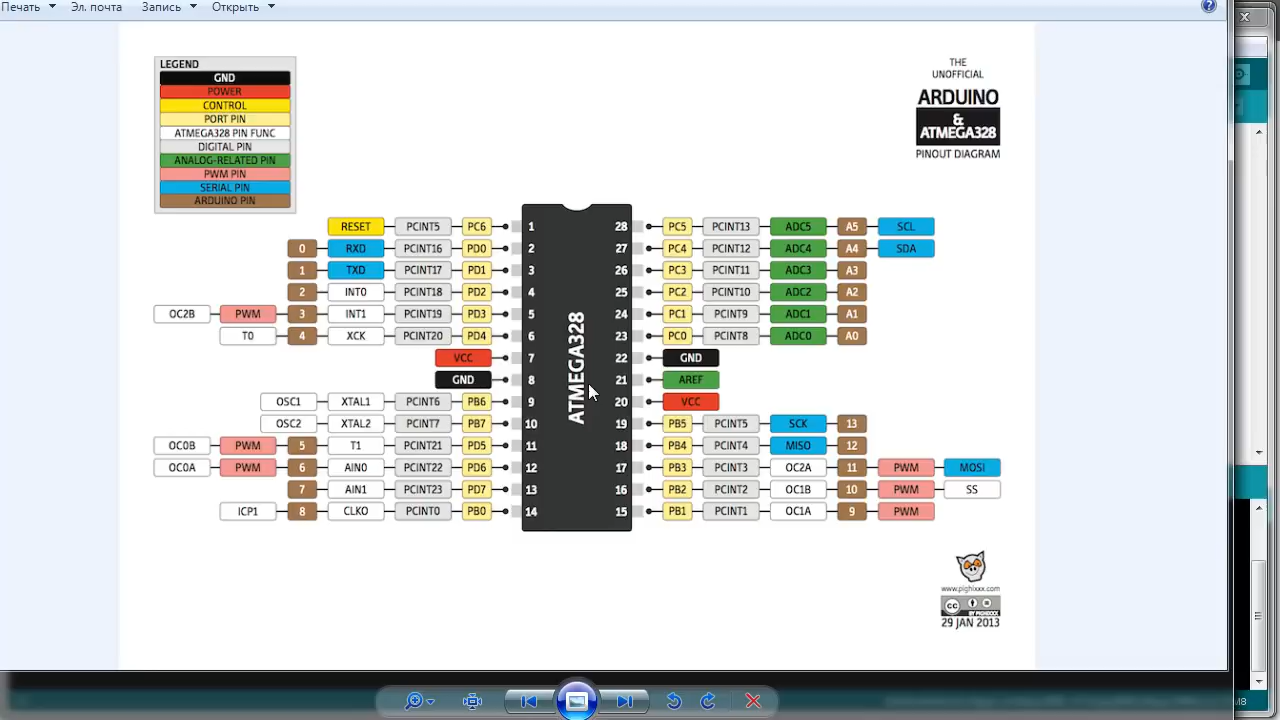 Печать Эл. почта Запись Открыть
LEGEND
GND
POWER
CONTROL
PORT PIN
ATMEGA328 PIN FUNC
DIGITAL PIN
ANALOG-RELATED PIN
PWM PIN
SERIAL PIN
ARDUINO PIN
THE
UNOFFICIAL
ARDUINO
&
ATMEGA328
PINOUT DIAGRAM
RESET PCINT5 PC6 1 28 PC5 PCINT13 ADC5 A5 SCL
0 RXD PCINT16 PD0 2 27 PC4 PCINT12 ADC4 A4 SDA
1 TXD PCINT17 PD1 3 26 PC3 PCINT11 ADC3 A3
2 INT0 PCINT18 PD2 4 25 PC2 PCINT10 ADC2 A2
OC2B PWM 3 INT1 PCINT19 PD3 5 24 PC1 PCINT9 ADC1 A1
T0 4 XCK PCINT20 PD4 6 23 PC0 PCINT8 ADC0 A0
VCC 7 22 GND
GND 8 21 AREF
OSC1 XTAL1 PCINT6 PB6 9 20 VCC
OSC2 XTAL2 PCINT7 PB7 10 19 PB5 PCINT5 SCK 13
OC0B PWM 5 T1 PCINT21 PD5 11 18 PB4 PCINT4 MISO 12
OC0A PWM 6 AIN0 PCINT22 PD6 12 17 PB3 PCINT3 OC2A 11 PWM MOSI
7 AIN1 PCINT23 PD7 13 16 PB2 PCINT2 OC1B 10 PWM SS
ICP1 8 CLKO PCINT0 PB0 14 15 PB1 PCINT1 OC1A 9 PWM
ATMEGA328
www.pighixxx.com
cc
BY PIGHIXXX
29 JAN 2013
M8